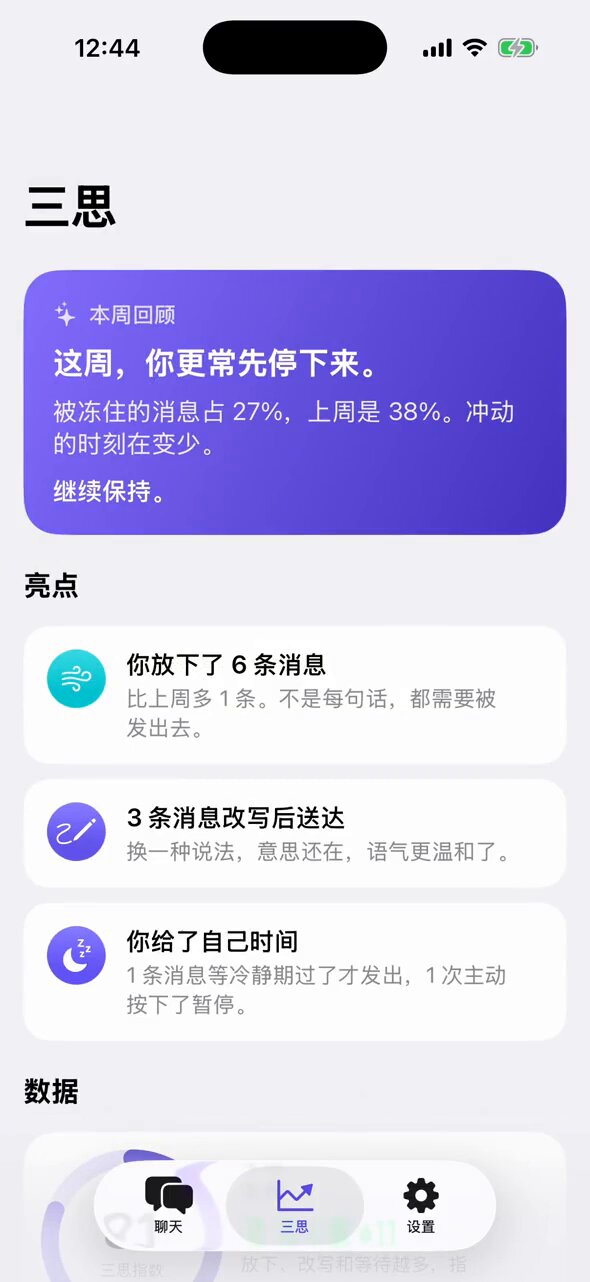 12:44
三思
本周回顾
这周，你更常先停下来。
被冻住的消息占 27%，上周是 38%。冲动
的时刻在变少。
继续保持。
亮点
你放下了 6 条消息
比上周多 1 条。不是每句话，都需要被
发出去。
3 条消息改写后送达
换一种说法，意思还在，语气更温和了。
你给了自己时间
1 条消息等冷静期过了才发出，1 次主动
按下了暂停。
数据
聊天
三思
设置
三思指数
放下、改写和等待越多，指